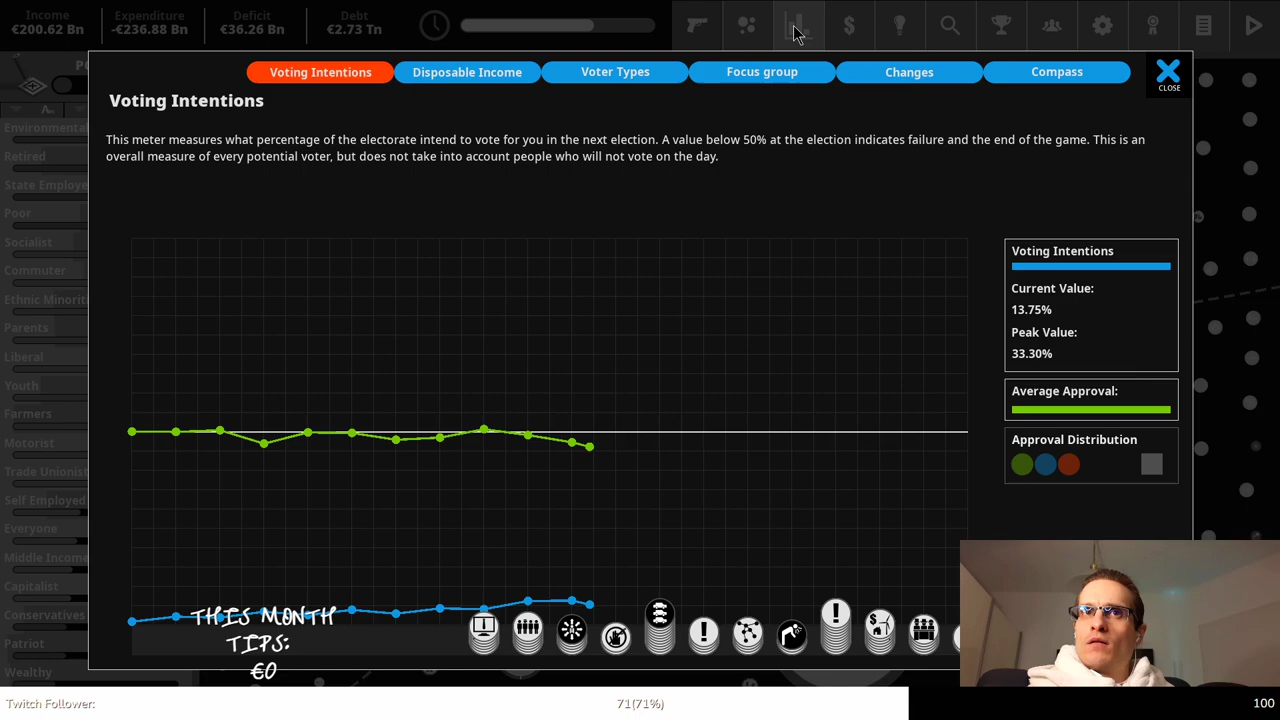 Income
Expenditure
Deficit
Debt
€200.62 Bn
-€236.88 Bn
€36.26 Bn
€2.73 Tn
Voting Intentions
Disposable Income
Voter Types
Focus group
Changes
Compass
CLOSE
Voting Intentions
This meter measures what percentage of the electorate intend to vote for you in the next election. A value below 50% at the election indicates failure and the end of the game. This is an
overall measure of every potential voter, but does not take into account people who will not vote on the day.
Environmental
Retired
State Employe
Poor
Socialist
Commuter
Ethnic Minoriti
Parents
Liberal
Youth
Farmers
Motorist
Trade Unionist
Self Employed
Everyone
Middle Income
Capitalist
Conservatives
Patriot
Wealthy
Voting Intentions
Current Value:
13.75%
Peak Value:
33.30%
Average Approval:
Approval Distribution
THIS MONTH
TIPS:
€0
Twitch Follower:
71(71%)
100